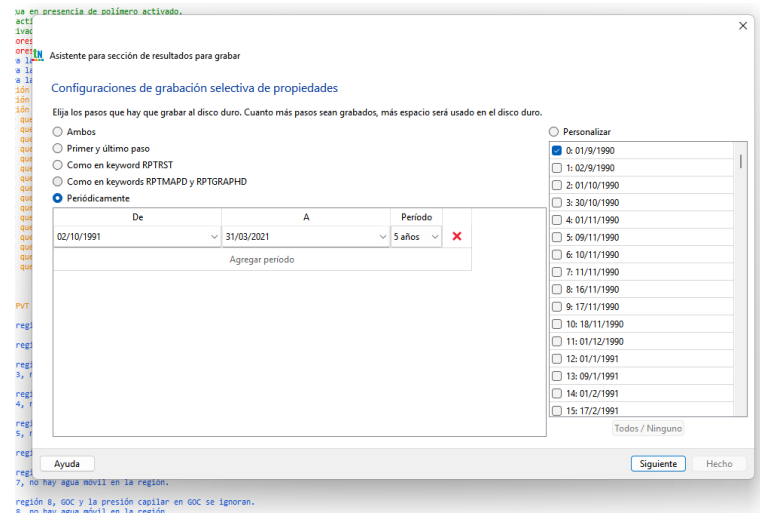 ua en presencia de polímero activado.
Asistente para sección de resultados para grabar
Configuraciones de grabación selectiva de propiedades
Elija los pasos que hay que grabar al disco duro. Cuanto más pasos sean grabados, más espacio será usado en el disco duro.
Ambos
Primer y último paso
Como en keyword RPTRST
Como en keywords RPTMAPD y RPTGRAPHD
Periódicamente
De A Período
02/10/1991 31/03/2021 5 años
Agregar período
Personalizar
0: 01/9/1990
1: 02/9/1990
2: 01/10/1990
3: 30/10/1990
4: 01/11/1990
5: 09/11/1990
6: 10/11/1990
7: 11/11/1990
8: 16/11/1990
9: 17/11/1990
10: 18/11/1990
11: 01/12/1990
12: 01/1/1991
13: 09/1/1991
14: 01/2/1991
15: 17/2/1991
Todos / Ninguno
Ayuda Siguiente Hecho
PVT
7, no hay agua móvil en la región.
región 8, GOC y la presión capilar en GOC se ignoran.
8, no hay agua móvil en la región